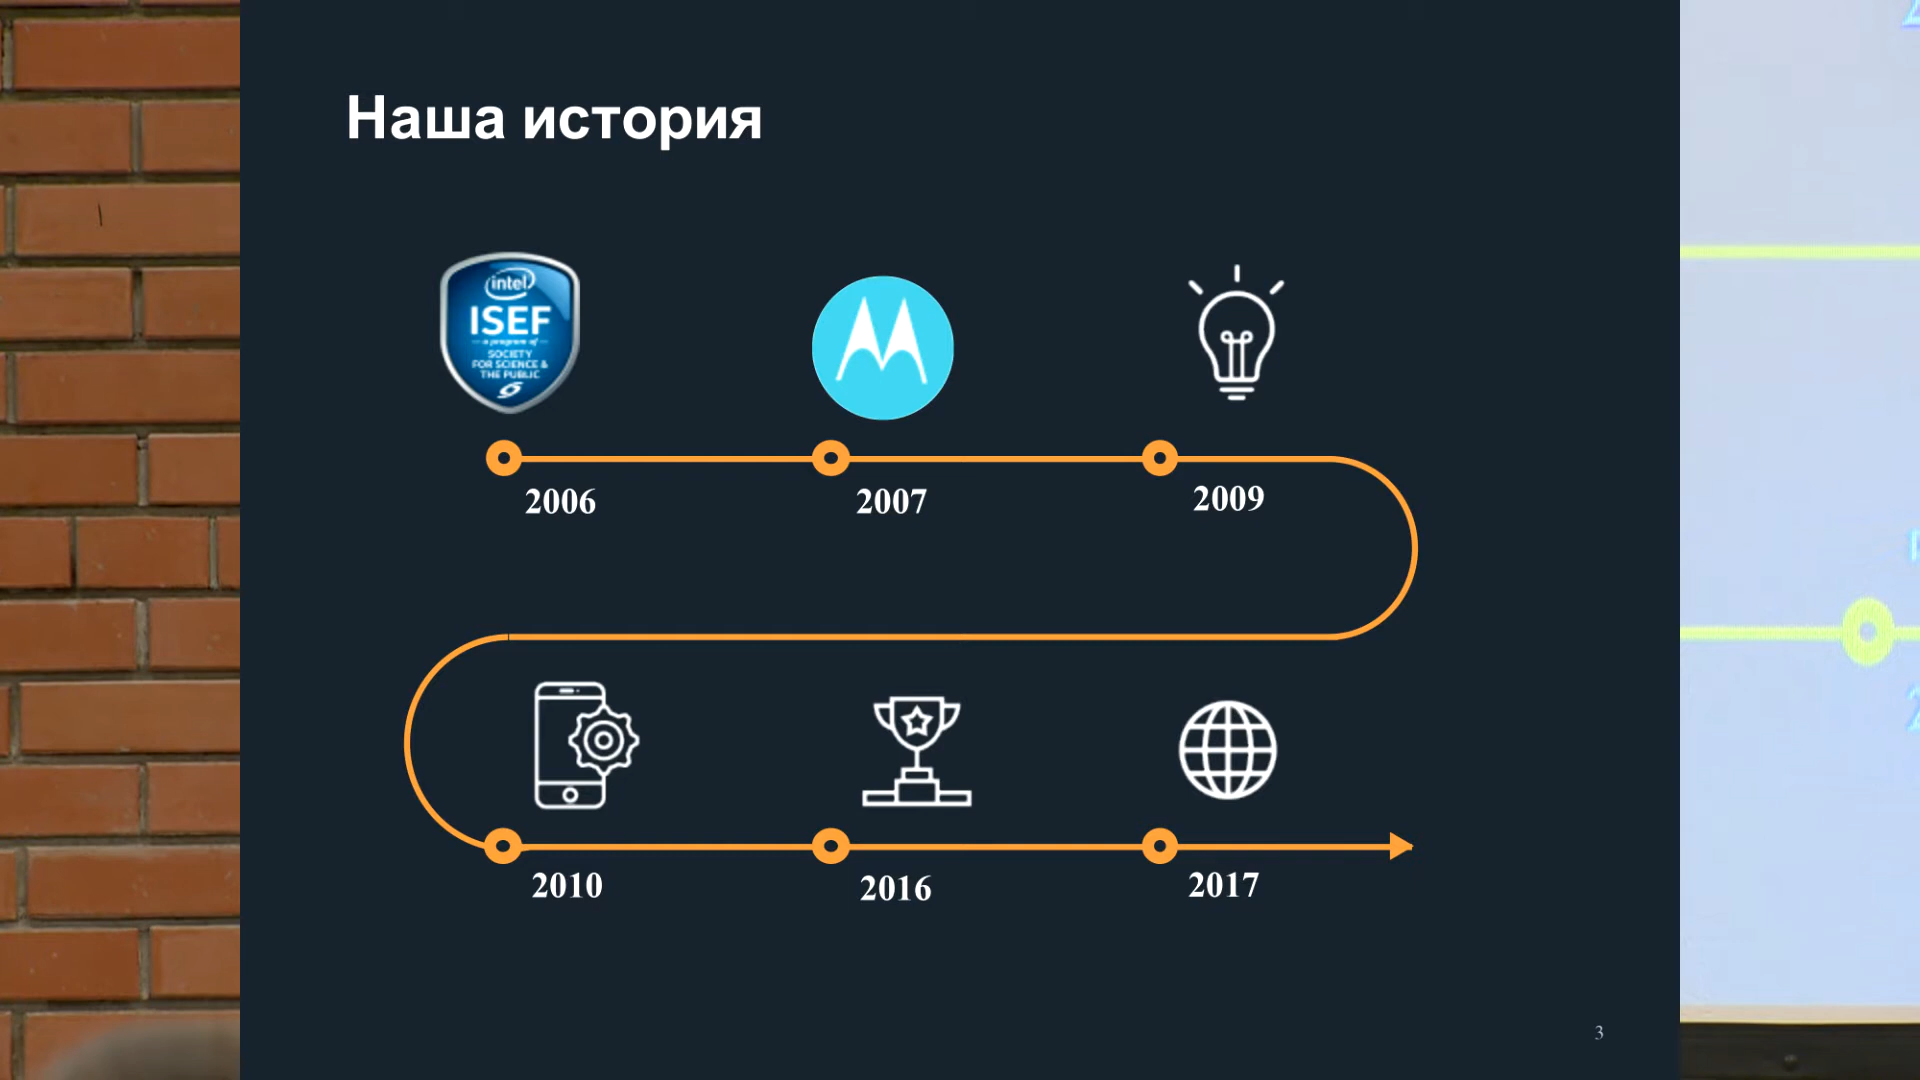 Наша история
intel
ISEF
a program of
SOCIETY
FOR SCIENCE &
THE PUBLIC
2006
2007
2009
2010
2016
2017
3